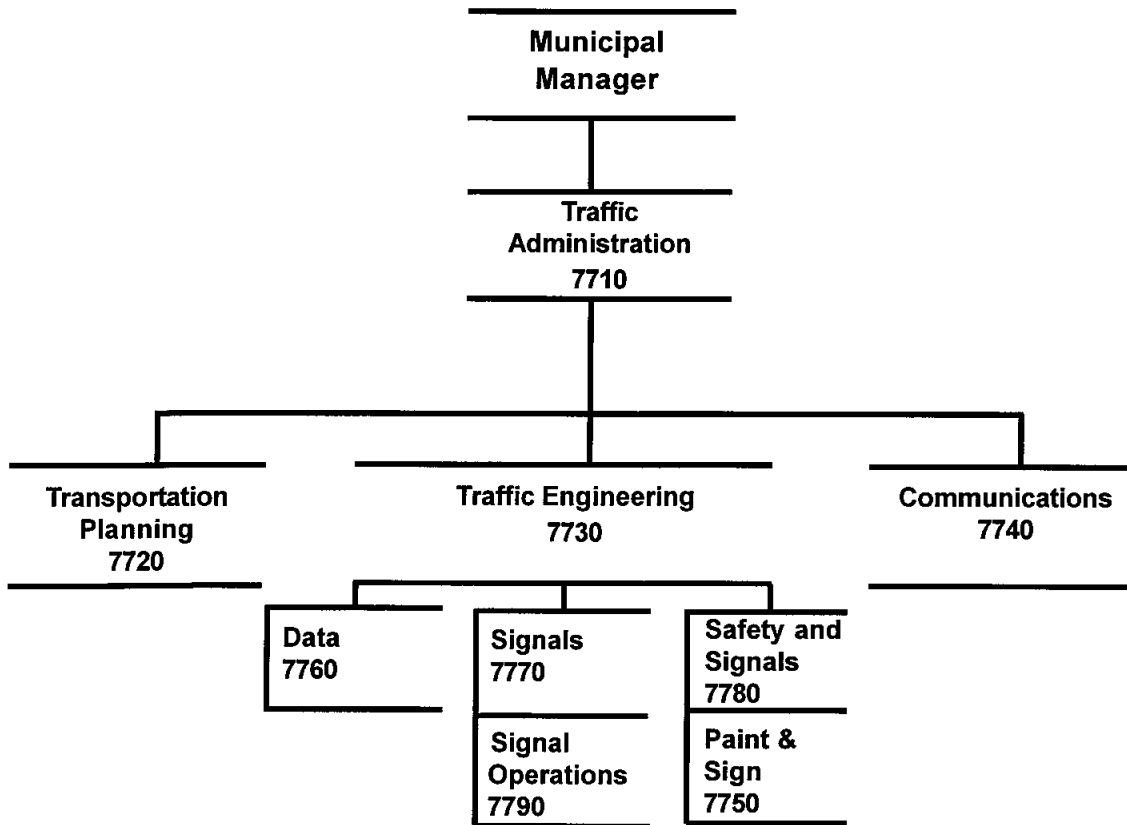 Municipal
Manager
Traffic
Administration
7710
Transportation
Planning
7720
Traffic Engineering
7730
Communications
7740
Data
7760
Signals
7770
Safety and
Signals
7780
Signal
Operations
7790
Paint &
Sign
7750